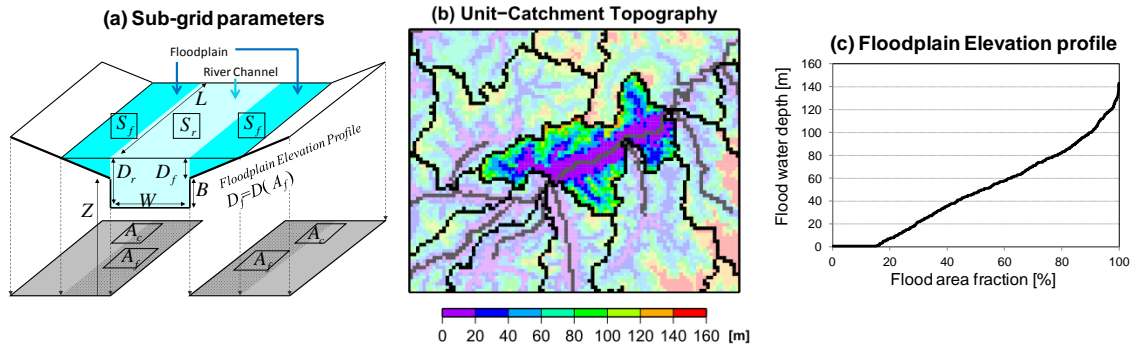 (a) Sub-grid parameters
Floodplain
River Channel
L
S_f
S_r
S_f
D_r
D_f
Floodplain Elevation Profile
D_f=D(A_f)
B
W
Z
A_c
A_f
A_c
A_f
(b) Unit−Catchment Topography
0 20 40 60 80 100 120 140 160 [m]
(c) Floodplain Elevation profile
Flood water depth [m]
160
140
120
100
80
60
40
20
0
0 20 40 60 80 100
Flood area fraction [%]